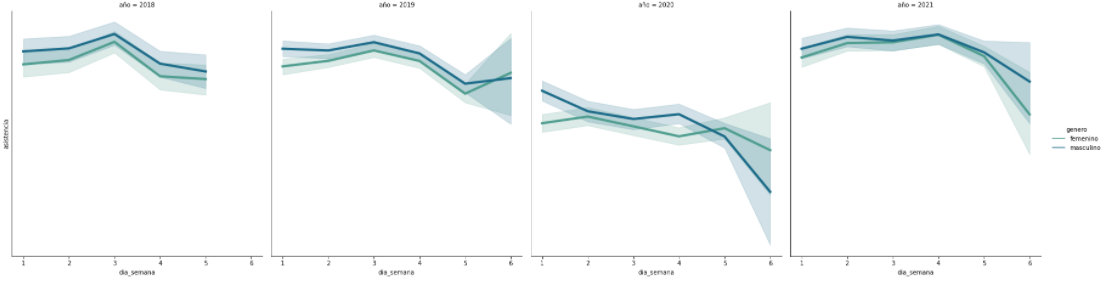 año = 2018
año = 2019
año = 2020
año = 2021
asistencia
1 2 3 4 5 6
1 2 3 4 5 6
1 2 3 4 5 6
1 2 3 4 5 6
dia_semana
dia_semana
dia_semana
dia_semana
genero
femenino
masculino